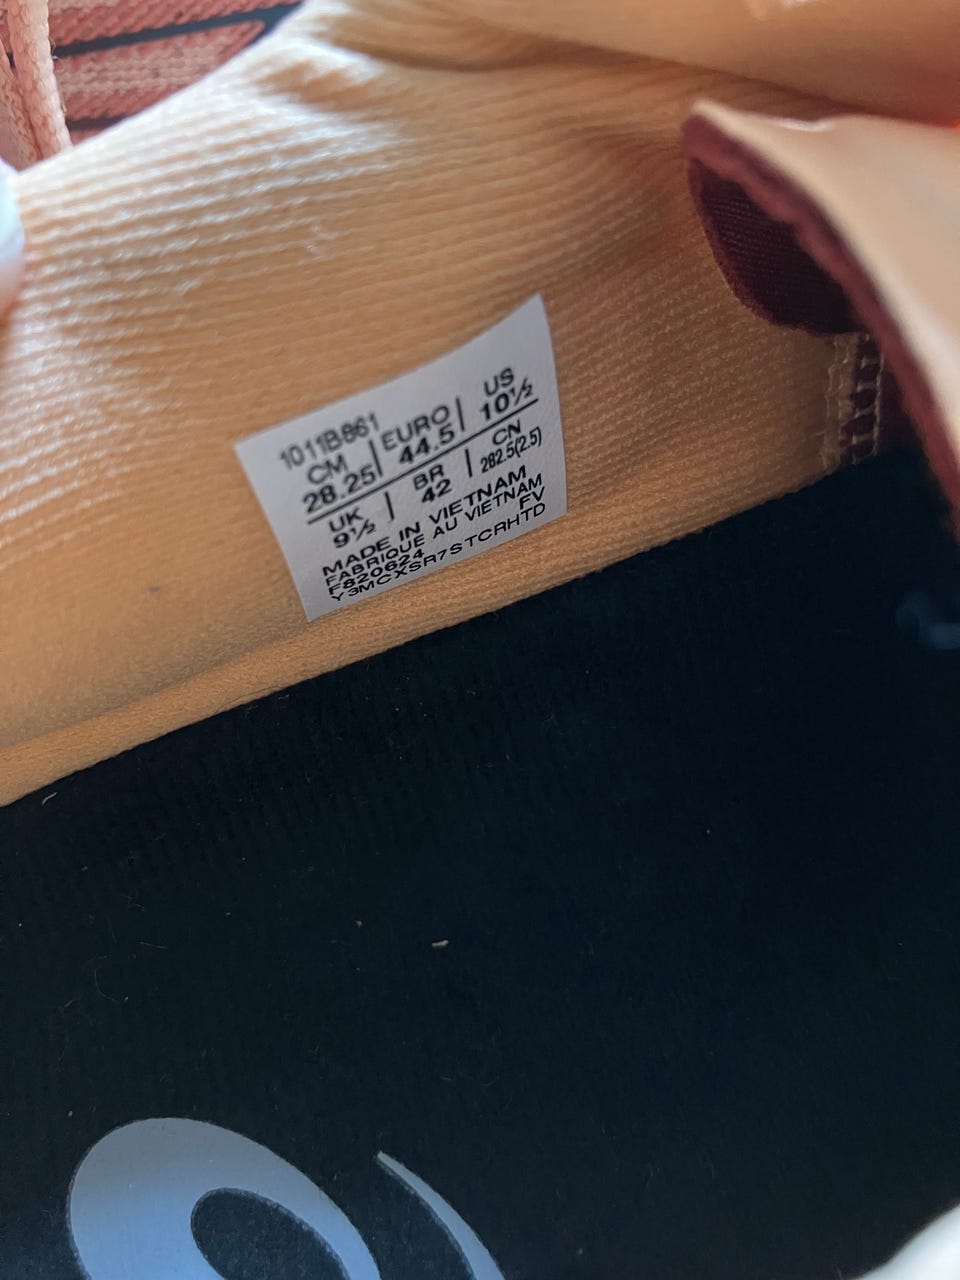 1011B861
CM | EURO | US
28.25 | 44.5 | 10½
UK | BR | CN
9½ | 42 | 282.5(2.5)
MADE IN VIETNAM
FABRIQUE AU VIETNAM
F820624 FV
Y3MCXSR7STCRHTD